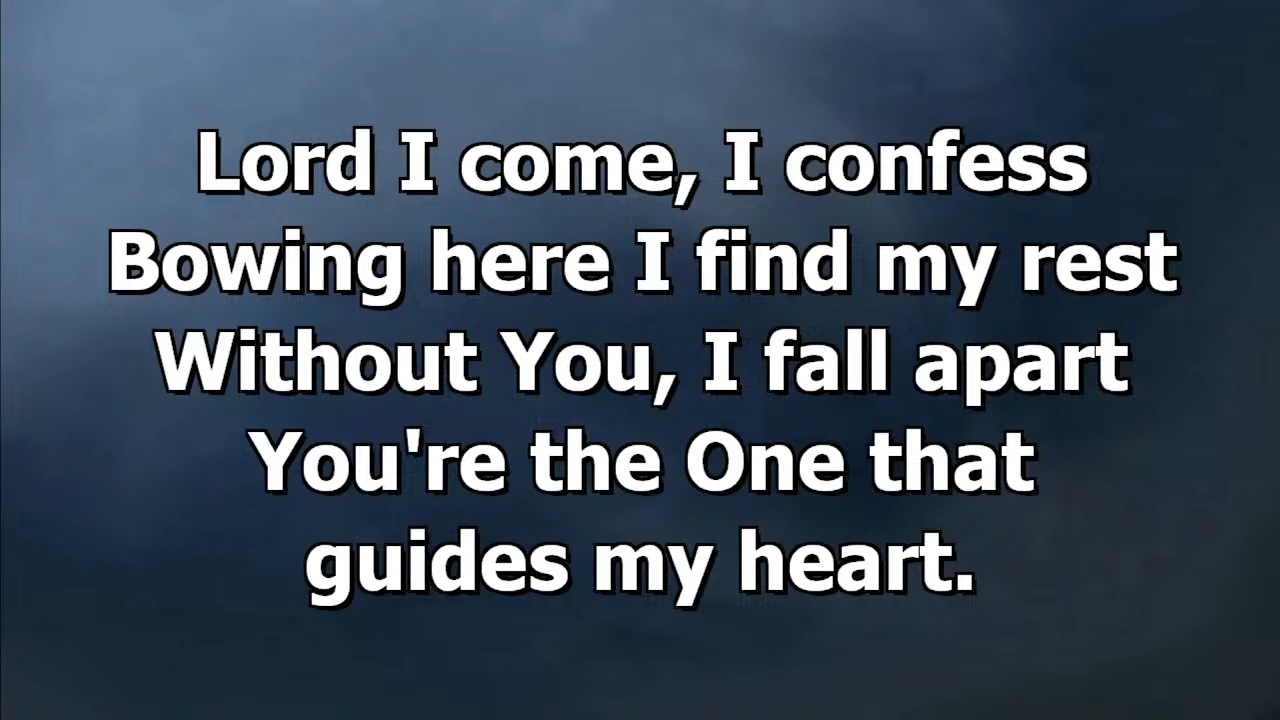 Lord I come, I confess
Bowing here I find my rest
Without You, I fall apart
You're the One that
guides my heart.